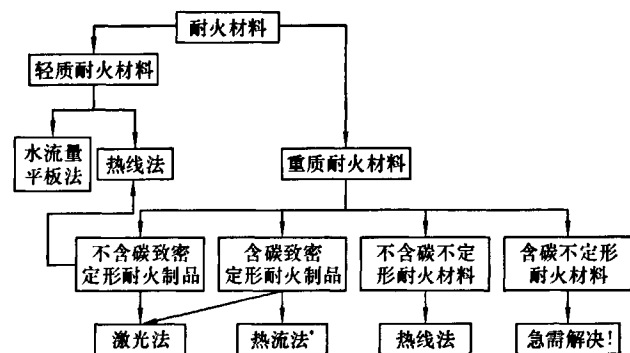 耐火材料
轻质耐火材料
水流量
平板法
热线法
重质耐火材料
不含碳致密
定形耐火制品
含碳致密
定形耐火制品
不含碳不定
形耐火材料
含碳不定形
耐火材料
激光法
热流法*
热线法
急需解决!